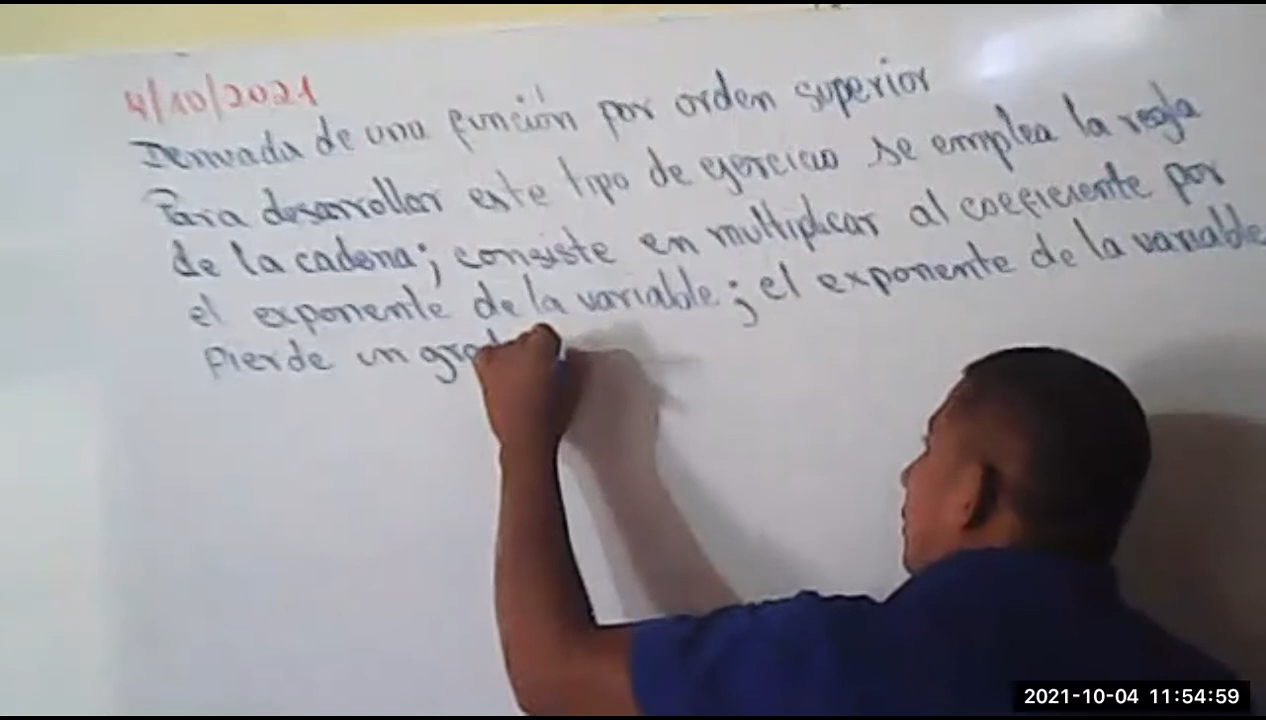 4/10/2021
Derivada de una función por orden superior
Para desarrollar este tipo de ejercicio se emplea la regla
de la cadena; consiste en multiplicar al coeficiente por
el exponente de la variable; el exponente de la variable
pierde un grad
2021-10-04 11:54:59